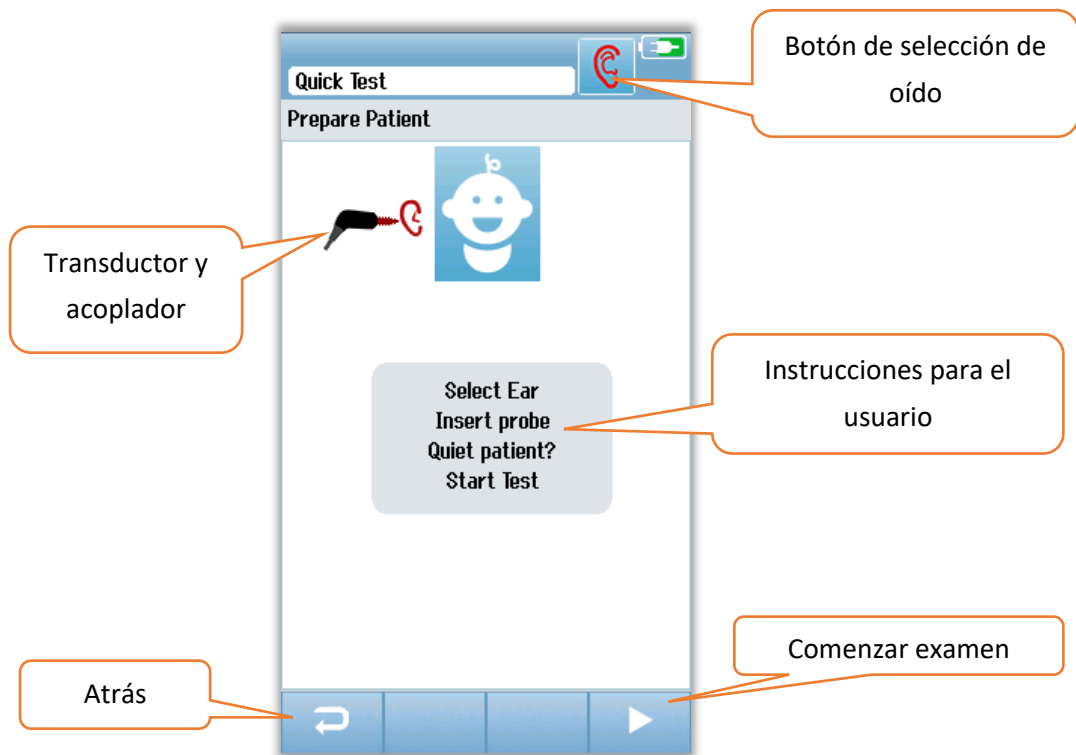 Botón de selección de
oído
Quick Test
Prepare Patient
Transductor y
acoplador
Select Ear
Insert probe
Quiet patient?
Start Test
Instrucciones para el
usuario
Comenzar examen
Atrás